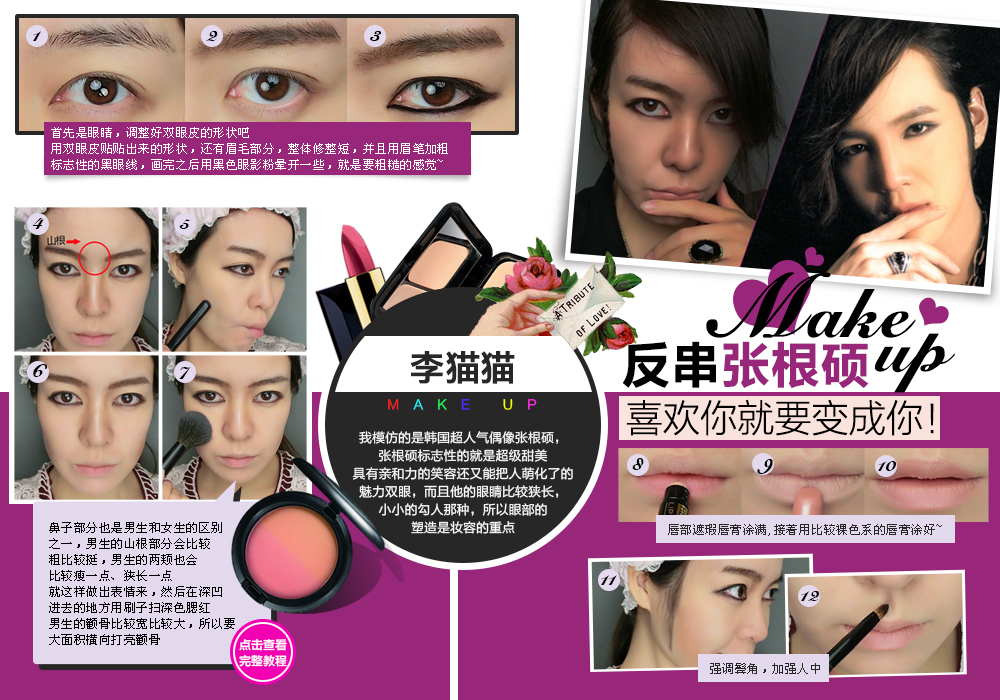 1
2
3
首先是眼睛，调整好双眼皮的形状吧
用双眼皮贴贴出来的形状，还有眉毛部分，整体修整短，并且用眉笔加粗
标志性的黑眼线，画完之后用黑色眼影粉晕开一些，就是要粗糙的感觉~
4
山根
5
6
7
鼻子部分也是男生和女生的区别
之一，男生的山根部分会比较
粗比较挺，男生的两颊也会
比较瘦一点、狭长一点
就这样做出表情来，然后在深凹
进去的地方用刷子扫深色腮红
男生的颧骨比较宽比较大，所以要
大面积横向打亮颧骨
点击查看
完整教程
A TRIBUTE
OF LOVE!
李猫猫
MAKE UP
我模仿的是韩国超人气偶像张根硕，
张根硕标志性的就是超级甜美
具有亲和力的笑容还又能把人萌化了的
魅力双眼，而且他的眼睛比较狭长，
小小的勾人那种，所以眼部的
塑造是妆容的重点
Make
up
反串张根硕
喜欢你就要变成你！
8
9
10
唇部遮瑕唇膏涂满,接着用比较裸色系的唇膏涂好~
11
12
强调鬓角，加强人中